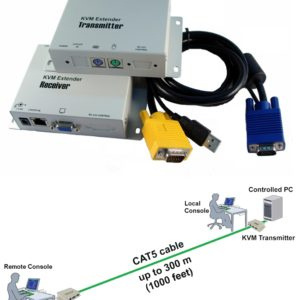 KVM Extender
Transmitter
KVM Extender
Receiver
Controlled PC
Local
Console
KVM Transmitter
CAT5 cable
up to 300 m
(1000 feet)
Remote Console